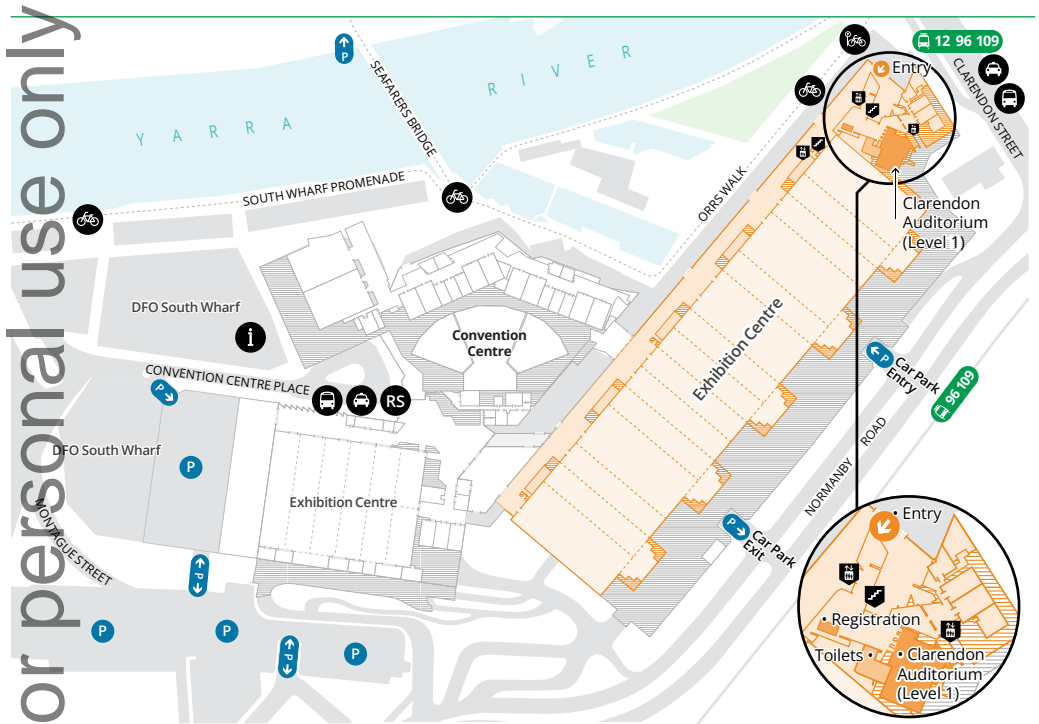 or personal use only
12 96 109
Entry
CLARENDON STREET
P
SEAFARERS BRIDGE
YARRA RIVER
SOUTH WHARF PROMENADE
ORRS WALK
Clarendon
Auditorium
(Level 1)
DFO South Wharf
i
Convention
Centre
Exhibition Centre
P
Car Park
Entry
CONVENTION CENTRE PLACE
RS
P
96 109
DFO South Wharf
P
Exhibition Centre
NORMANBY ROAD
P
Car Park
Exit
MONTAGUE STREET
P
P
P
P
P
• Entry
• Registration
Toilets •
• Clarendon
Auditorium
(Level 1)